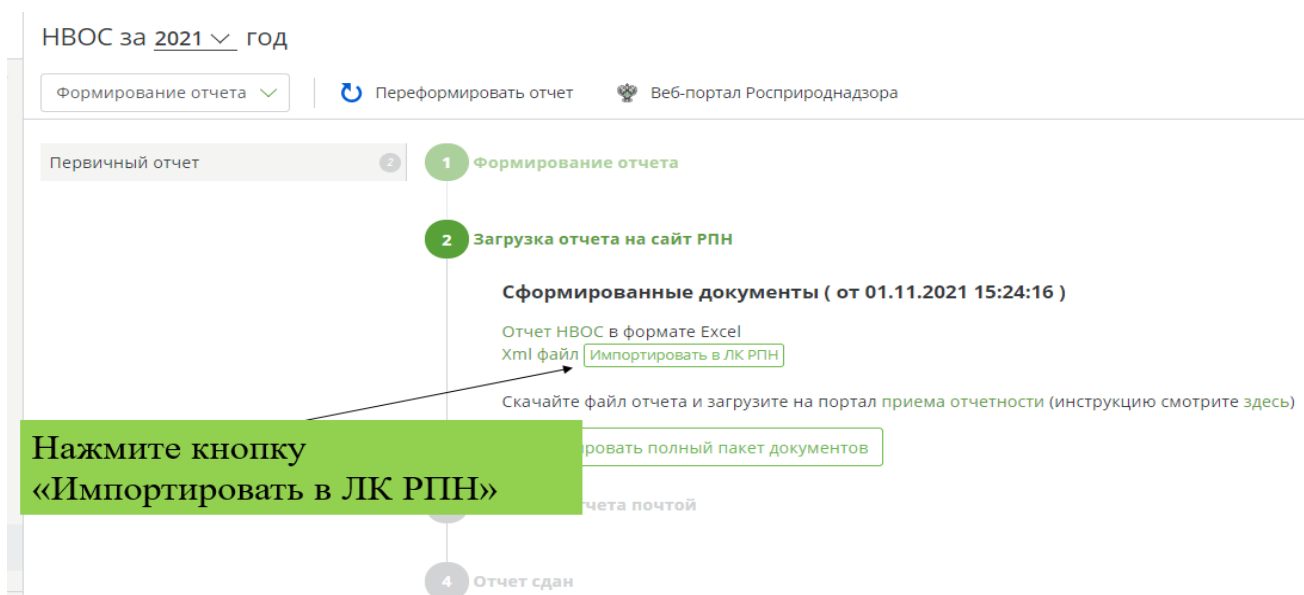 НВОС за 2021 год
Формирование отчета
Переформировать отчет
Веб-портал Росприроднадзора
Первичный отчет 2
1 Формирование отчета
2 Загрузка отчета на сайт РПН
Сформированные документы ( от 01.11.2021 15:24:16 )
Отчет НВОС в формате Excel
Xml файл Импортировать в ЛК РПН
Скачайте файл отчета и загрузите на портал приема отчетности (инструкцию смотрите здесь)
Нажмите кнопку
«Импортировать в ЛК РПН»
полный пакет документов
почтой
4 Отчет сдан